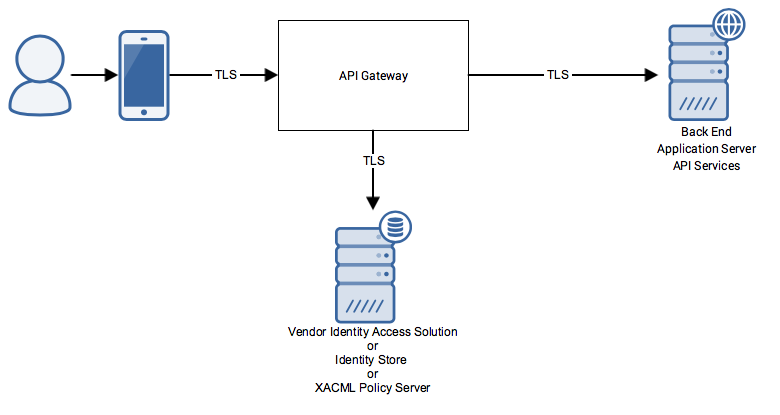 TLS
API Gateway
TLS
TLS
Back End
Application Server
API Services
Vendor Identity Access Solution
or
Identity Store
or
XACML Policy Server